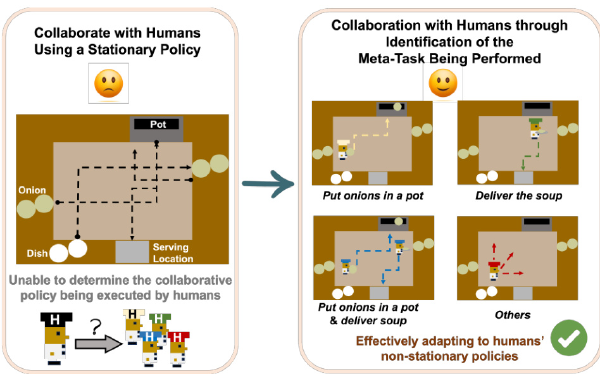 Collaborate with Humans
Using a Stationary Policy
Pot
Onion
Dish
Serving
Location
Unable to determine the collaborative
policy being executed by humans
H
?
H
H
H
H
Collaboration with Humans through
Identification of the
Meta-Task Being Performed
Put onions in a pot
Deliver the soup
Put onions in a pot
& deliver soup
Others
Effectively adapting to humans'
non-stationary policies